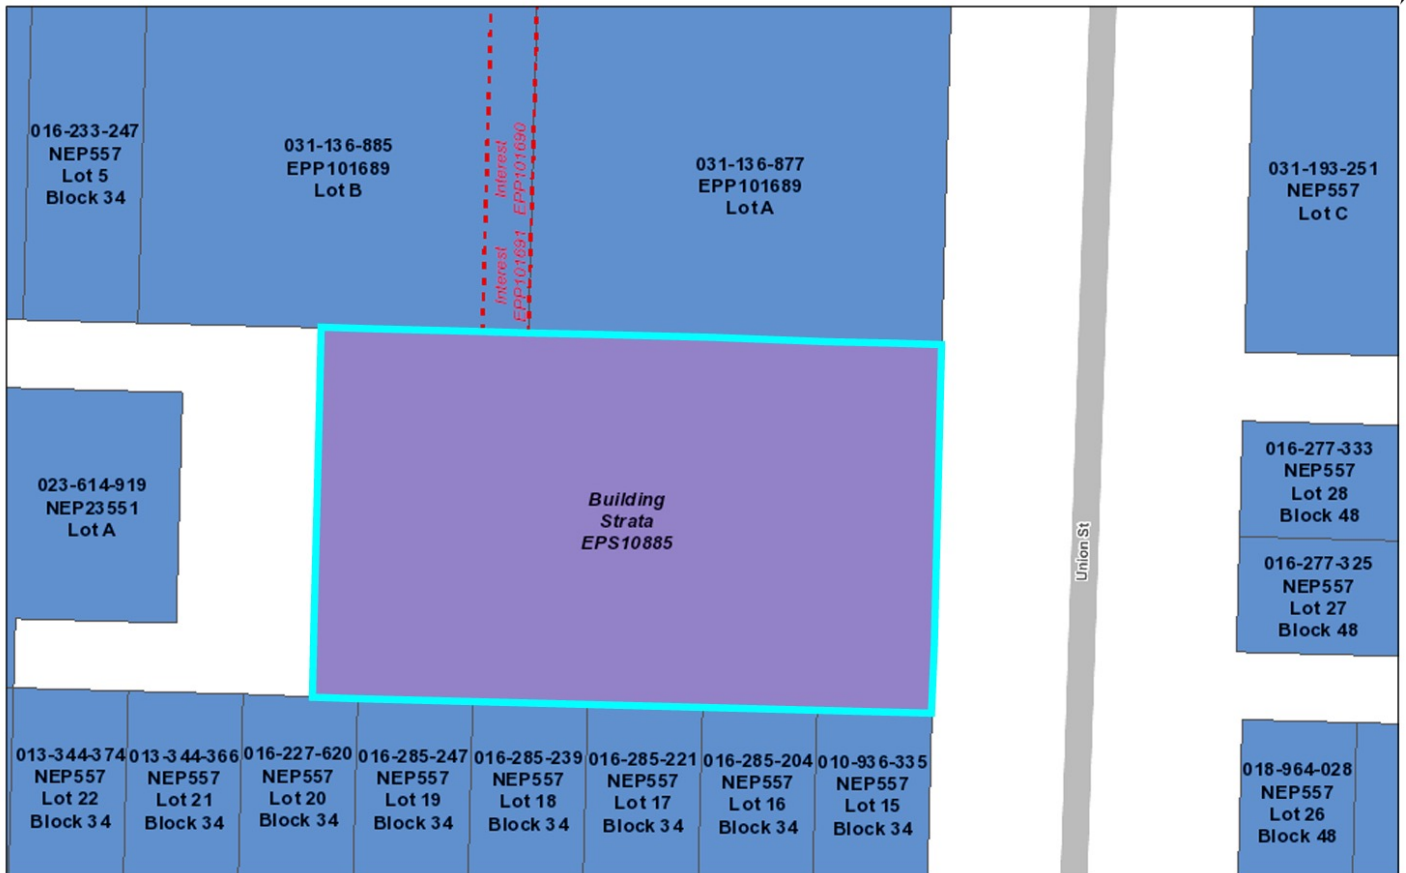 016-233-247
NEP557
Lot 5
Block 34
031-136-885
EPP101689
Lot B
Interest
EPP101690
Interest
EPP101691
031-136-877
EPP101689
Lot A
031-193-251
NEP557
Lot C
023-614-919
NEP23551
Lot A
Building
Strata
EPS10885
Union St
016-277-333
NEP557
Lot 28
Block 48
016-277-325
NEP557
Lot 27
Block 48
013-344-374
NEP557
Lot 22
Block 34
013-344-366
NEP557
Lot 21
Block 34
016-227-620
NEP557
Lot 20
Block 34
016-285-247
NEP557
Lot 19
Block 34
016-285-239
NEP557
Lot 18
Block 34
016-285-221
NEP557
Lot 17
Block 34
016-285-204
NEP557
Lot 16
Block 34
010-936-335
NEP557
Lot 15
Block 34
018-964-028
NEP557
Lot 26
Block 48